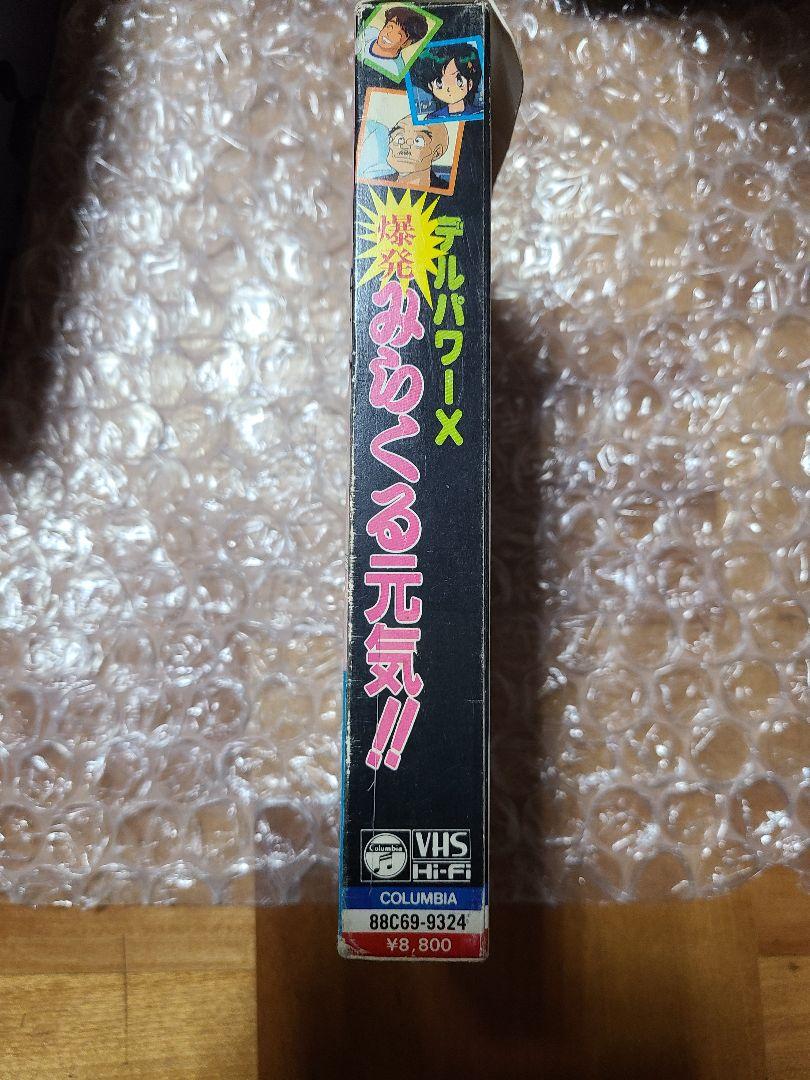 デルパワーX
爆発
みらくる元気!!
Columbia
VHS
Hi-Fi
COLUMBIA
88C69-9324
¥8,800